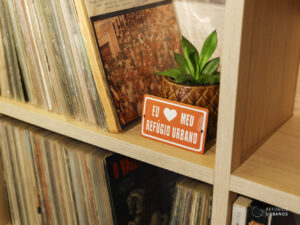 EU ❤ MEU
REFÚGIO URBANO
REFÚGIOS
URBANOS